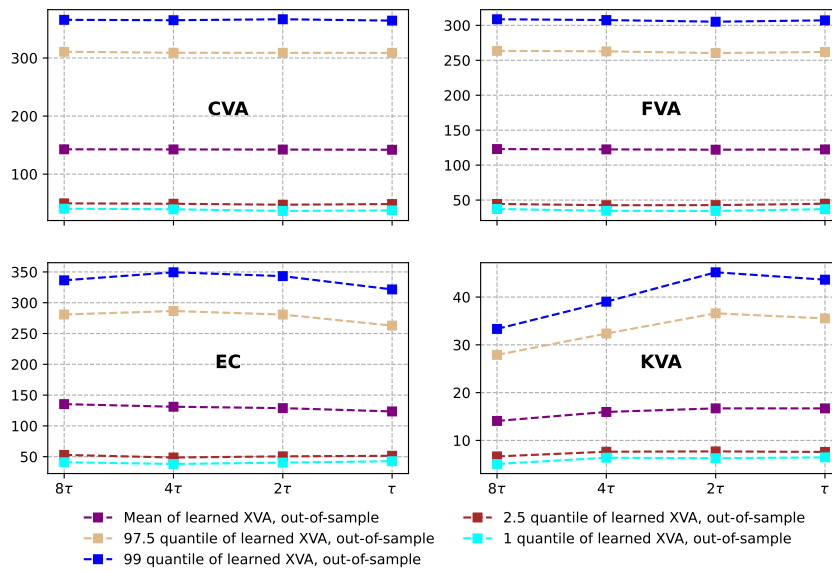 300
200
100
CVA
300
250
200
150
100
50
FVA
350
300
250
200
150
100
50
EC
8τ
4τ
2τ
τ
40
30
20
10
KVA
8τ
4τ
2τ
τ
Mean of learned XVA, out-of-sample
97.5 quantile of learned XVA, out-of-sample
99 quantile of learned XVA, out-of-sample
2.5 quantile of learned XVA, out-of-sample
1 quantile of learned XVA, out-of-sample